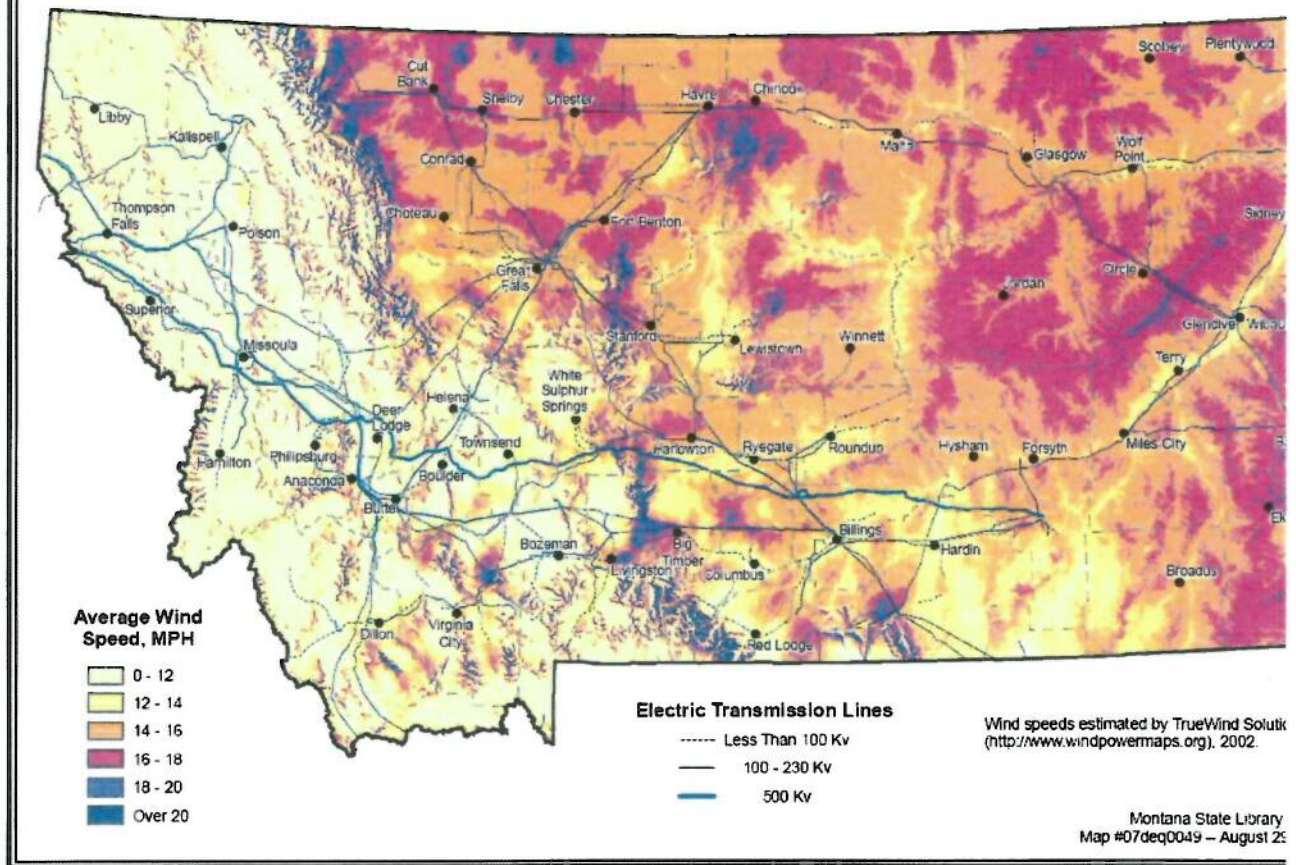 Cut
Bank
Shelby
Chester
Havre
Chinook
Scobey
Plentywood
Libby
Kalispell
Conrad
Malta
Glasgow
Wolf
Point
Thompson
Falls
Polson
Choteau
Fort Benton
Sidney
Great
Falls
Jordan
Circle
Superior
Stanford
Lewistown
Winnett
Glendive
Wibau
Missoula
Terry
White
Sulphur
Springs
Helena
Deer
Lodge
Townsend
Harlowton
Ryegate
Roundup
Hysham
Forsyth
Miles City
Hamilton
Philipsburg
Anaconda
Boulder
Butte
Ek
Bozeman
Livingston
Big
Timber
Columbus
Billings
Hardin
Broadus
Dillon
Virginia
City
Red Lodge
Average Wind
Speed, MPH
0 - 12
12 - 14
14 - 16
16 - 18
18 - 20
Over 20
Electric Transmission Lines
Less Than 100 Kv
100 - 230 Kv
500 Kv
Wind speeds estimated by TrueWind Solutic
(http://www.windpowermaps.org), 2002.
Montana State Library
Map #07deq0049 – August 29